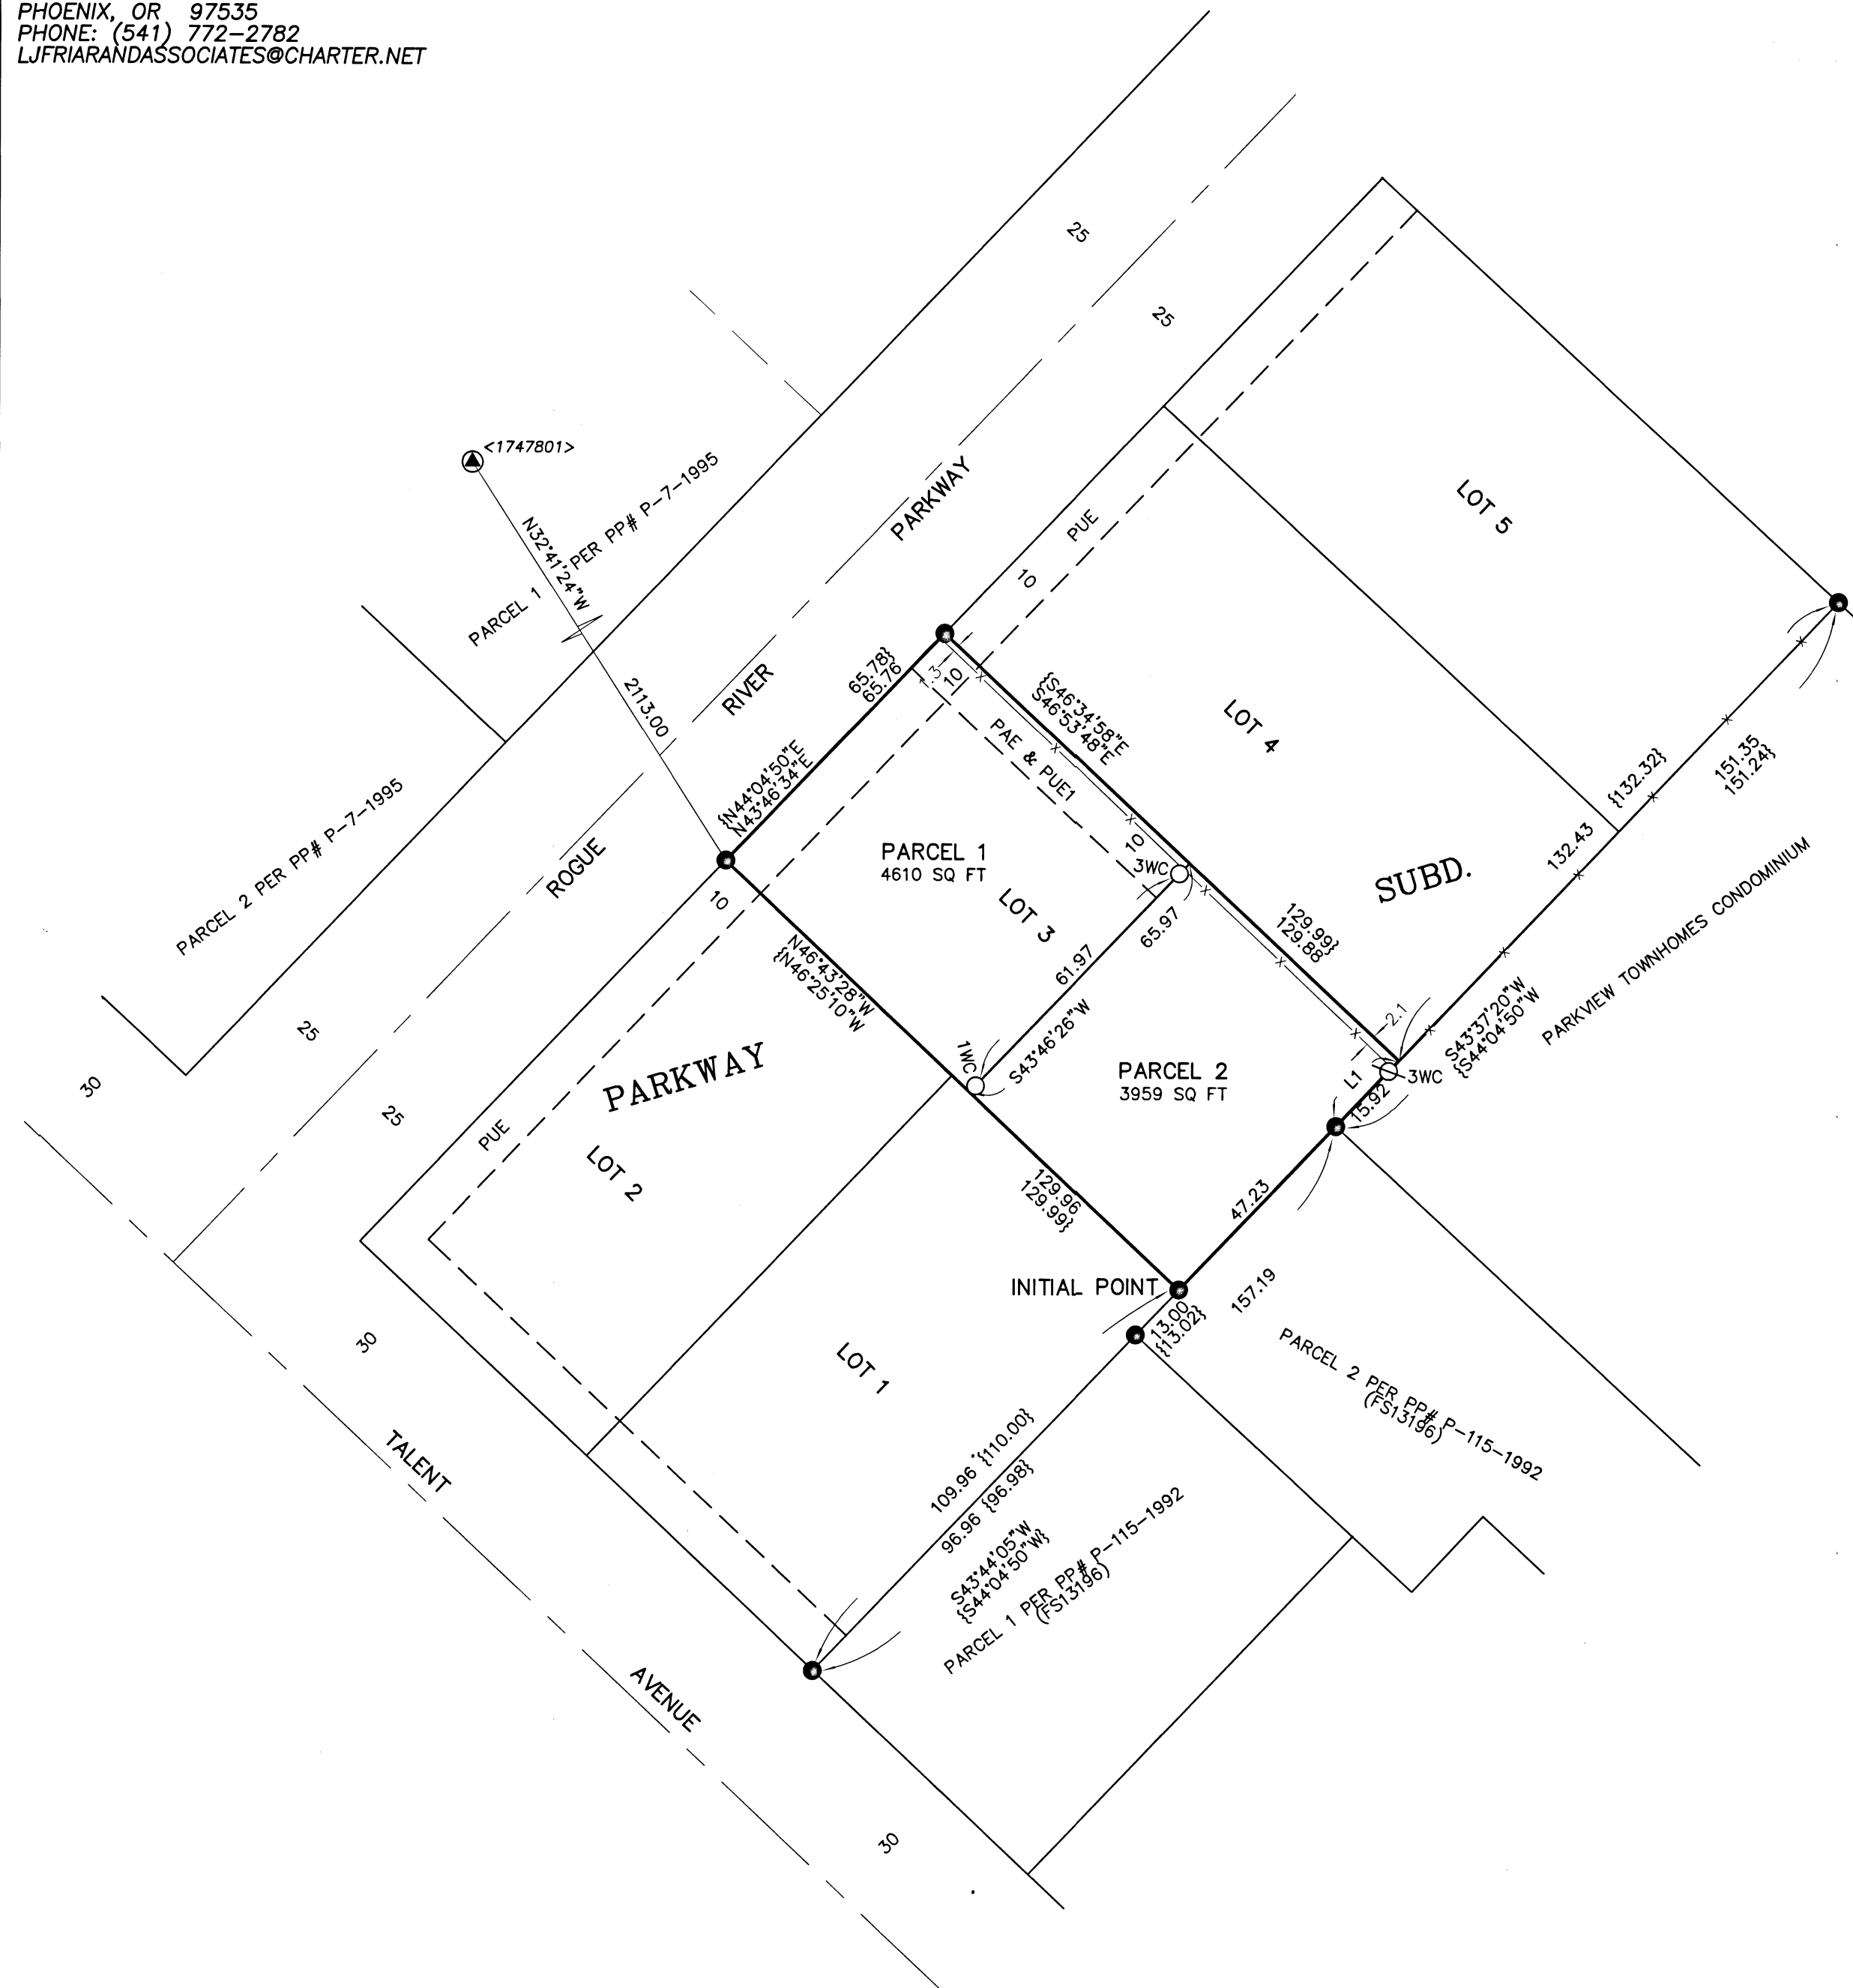 PHOENIX, OR 97535
PHONE: (541) 772-2782
LJFRIARANDASSOCIATES@CHARTER.NET
25
25
<1747801>
N32°41'24"W
2113.00
PARCEL 1 PER PP# P-7-1995
PARCEL 2 PER PP# P-7-1995
ROGUE RIVER PARKWAY
PUE
10
LOT 5
LOT 4
65.78}
65.76
.3
10
{N44°04'50"E
N43°46'34"E
{S46°34'58"E
S46°53'48"E
PAE & PUE1
10
3WC
PARCEL 1
4610 SQ FT
LOT 3
65.97
61.97
S43°46'26"W
1WC
129.99}
129.88
SUBD.
{132.32}
132.43
151.35
151.24}
PARKVIEW TOWNHOMES CONDOMINIUM
S43°37'20"W
{S44°04'50"W
2.1
L1
3WC
15.92
PARCEL 2
3959 SQ FT
10
N46°43'28"W
{N46°25'10"W
PARKWAY
PUE
LOT 2
25
25
30
30
129.96
129.99}
47.23
INITIAL POINT
13.00
{13.02}
157.19
PARCEL 2 PER PP# P-115-1992
(FS13196)
LOT 1
109.96 {110.00}
96.96 {96.98}
S43°44'05"W
{S44°04'50"W}
PARCEL 1 PER PP# P-115-1992
(FS13196)
TALENT AVENUE
30